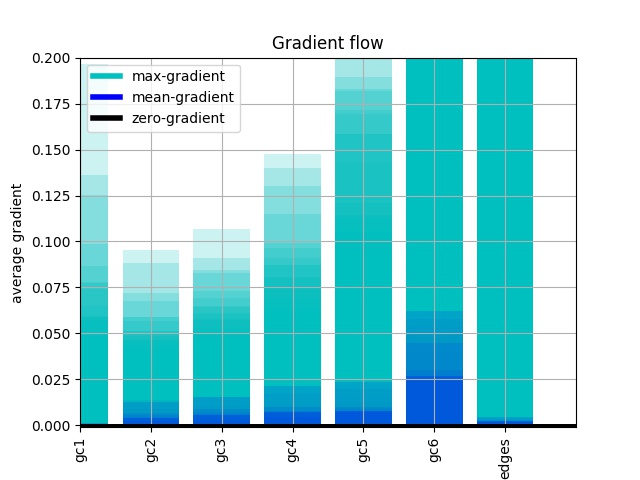 Gradient flow
max-gradient
mean-gradient
zero-gradient
average gradient
0.200
0.175
0.150
0.125
0.100
0.075
0.050
0.025
0.000
gc1
gc2
gc3
gc4
gc5
gc6
edges